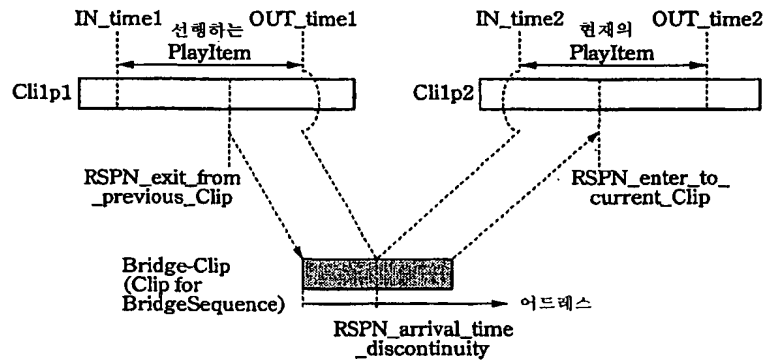 IN_time1 선행하는 OUT_time1
PlayItem
IN_time2 현재의 OUT_time2
PlayItem
Cli1p1
Cli1p2
RSPN_exit_from
_previous_Clip
RSPN_enter_to_
current_Clip
Bridge-Clip
(Clip for
BridgeSequence)
어드레스
RSPN_arrival_time
_discontinuity